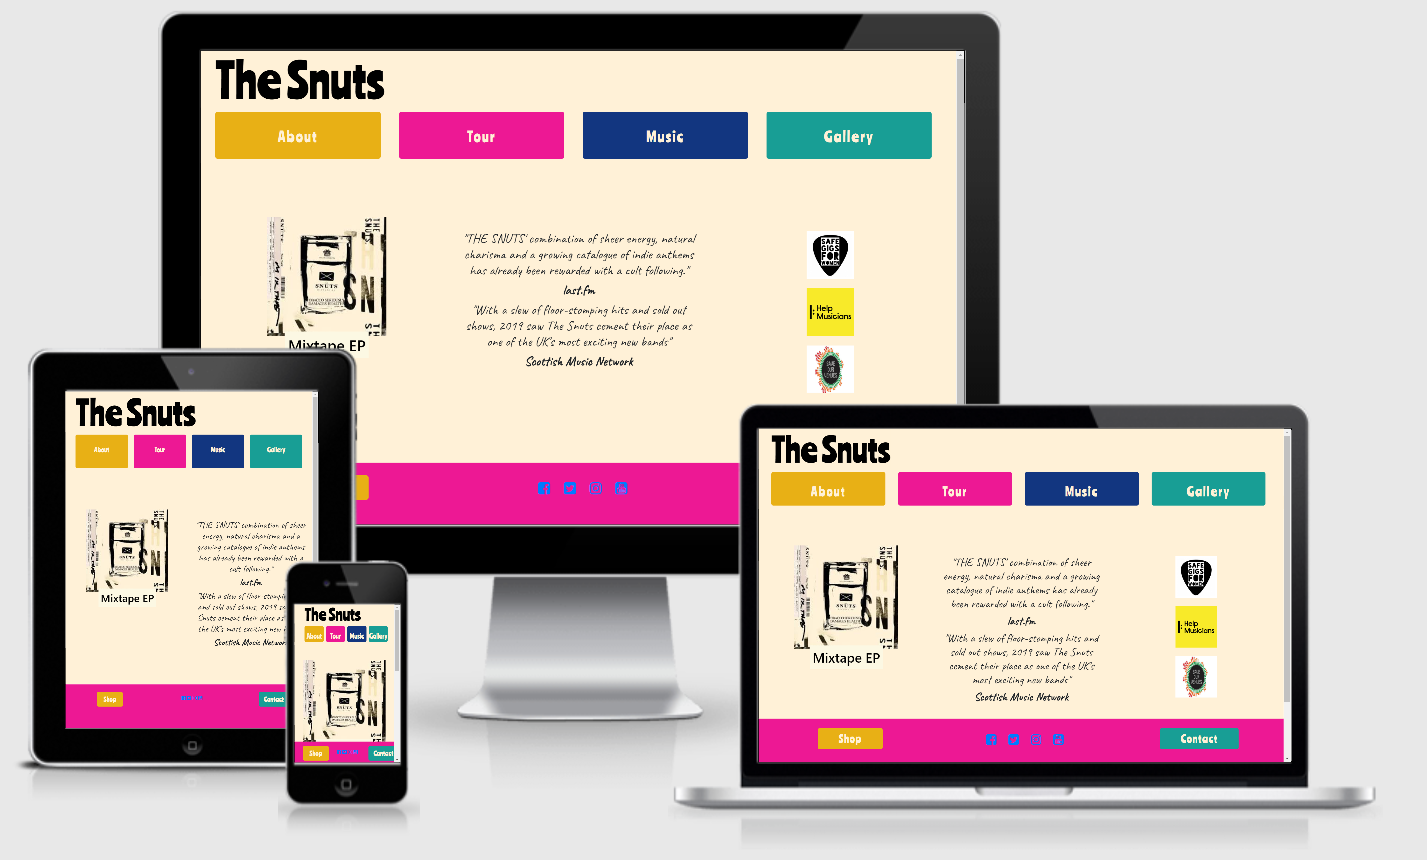 The Snuts
About
Tour
Music
Gallery
THE SNUTS
SNUTS
Mixtape EP
"THE SNUTS' combination of sheer energy, natural
charisma and a growing catalogue of indie anthems
has already been rewarded with a cult following."
last.fm
"With a slew of floor-stomping hits and sold out
shows, 2019 saw The Snuts cement their place as
one of the UK's most exciting new bands"
Scottish Music Network
SAFE
GIGS
FOR
WOMEN
Help
Musicians
The Snuts
About
Tour
Music
Gallery
SNUTS
Mixtape EP
"THE SNUTS' combination of sheer
energy, natural charisma and a
growing catalogue of indie anthems
has already been rewarded with a
cult following."
last.fm
"With a slew of floor-stomping
and sold out shows, 2019 saw
Snuts cement their place as
the UK's most exciting new
Scottish Music Network
Shop
Contact
The Snuts
About
Tour
Music
Gallery
SNUTS
Shop
Contact
The Snuts
About
Tour
Music
Gallery
SNUTS
Mixtape EP
"THE SNUTS' combination of sheer
energy, natural charisma and a growing
catalogue of indie anthems has already
been rewarded with a cult following."
last.fm
"With a slew of floor-stomping hits and
sold out shows, 2019 saw The Snuts
cement their place as one of the UK's
most exciting new bands"
Scottish Music Network
SAFE
GIGS
FOR
WOMEN
Help
Musicians
Shop
Contact